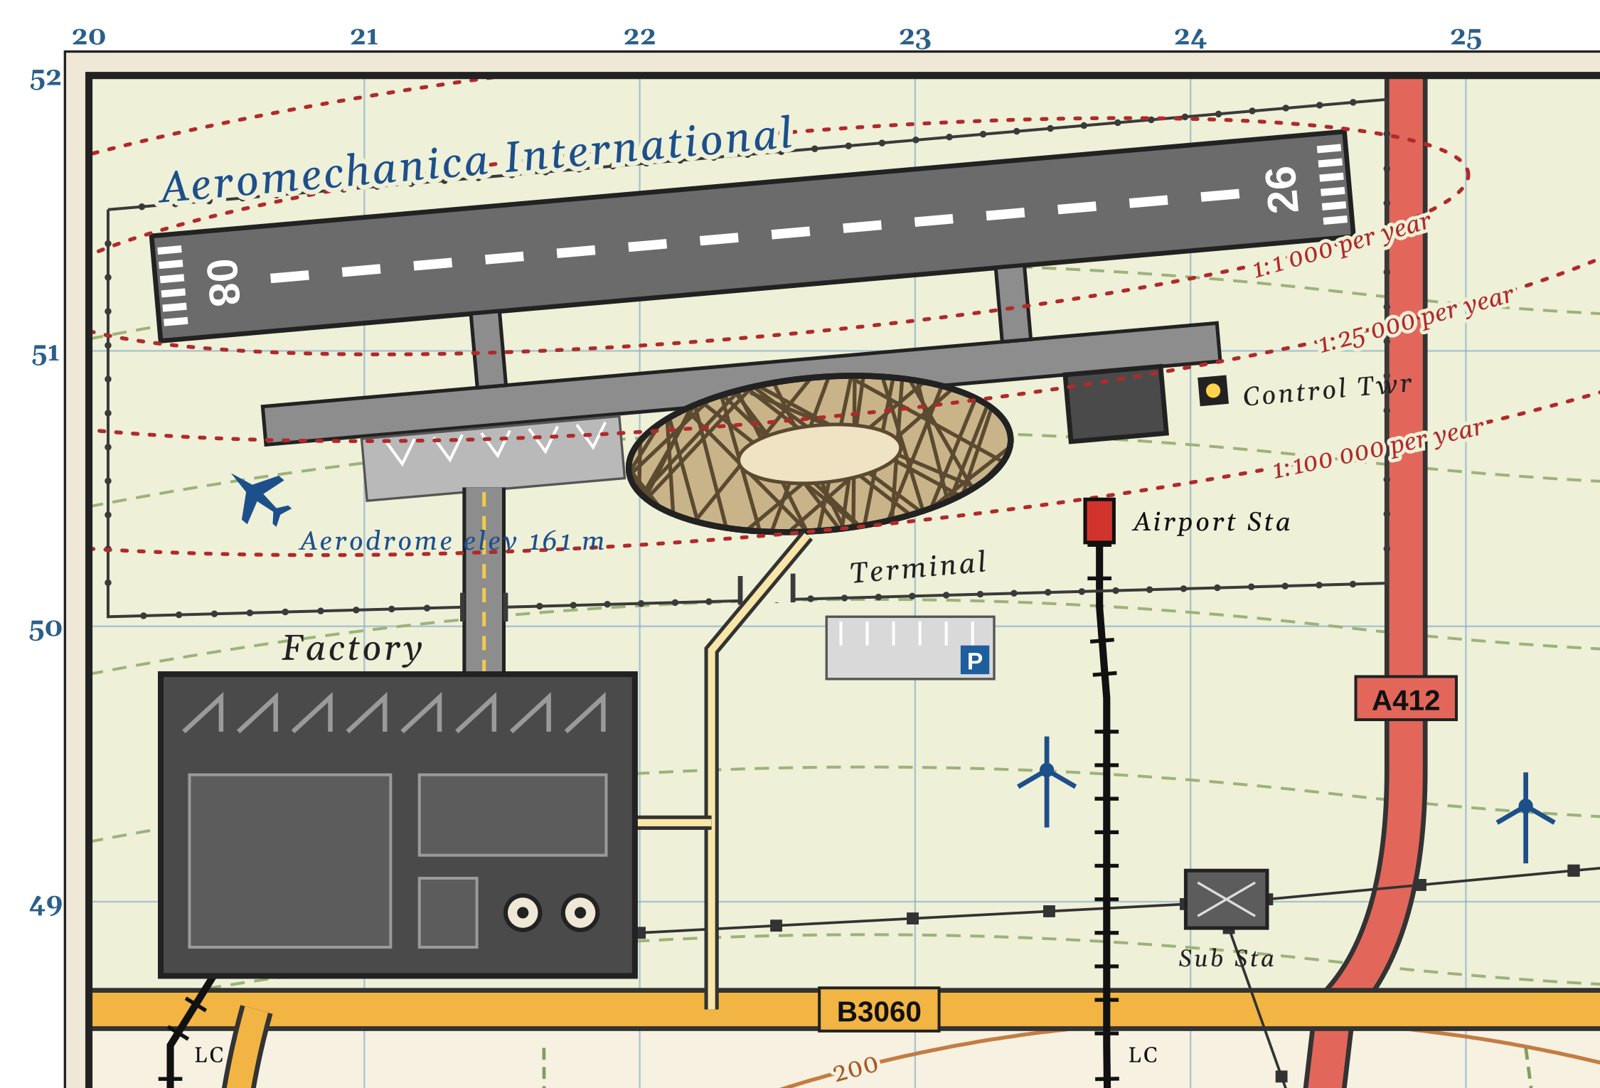 20 21 22 23 24 25
52
Aeromechanica International
26
1:1 000 per year
08
1:25 000 per year
51
Control Twr
1:100 000 per year
Airport Sta
Aerodrome elev 161 m
Terminal
50
Factory
P
A412
49
Sub Sta
B3060
LC
LC
200